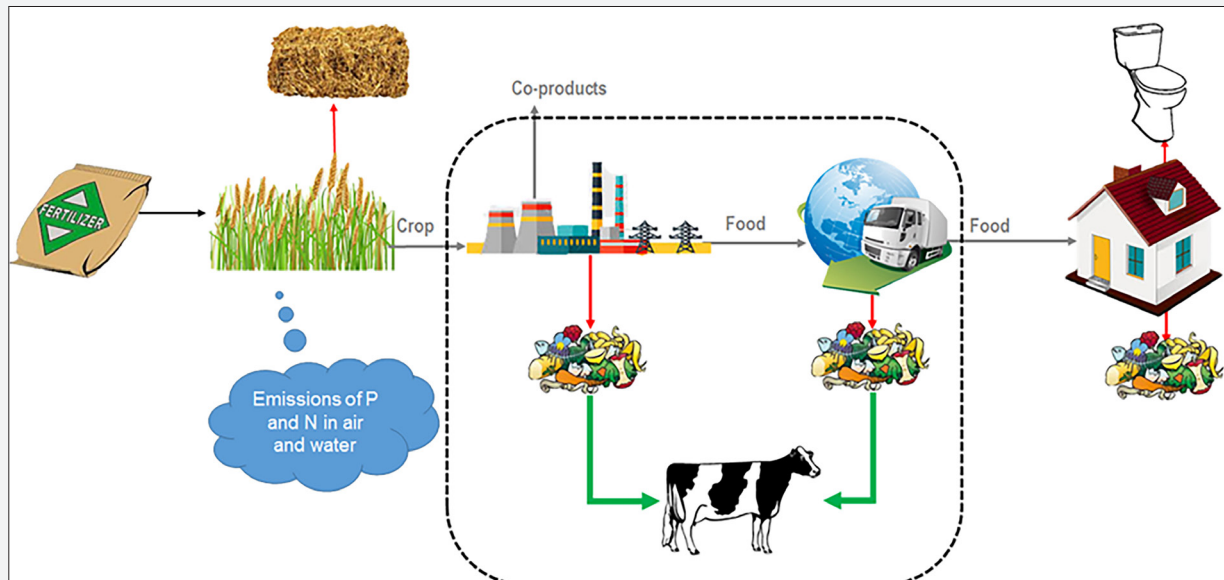 Co-products
FERTILIZER
Crop
Food
Food
Emissions of P
and N in air
and water